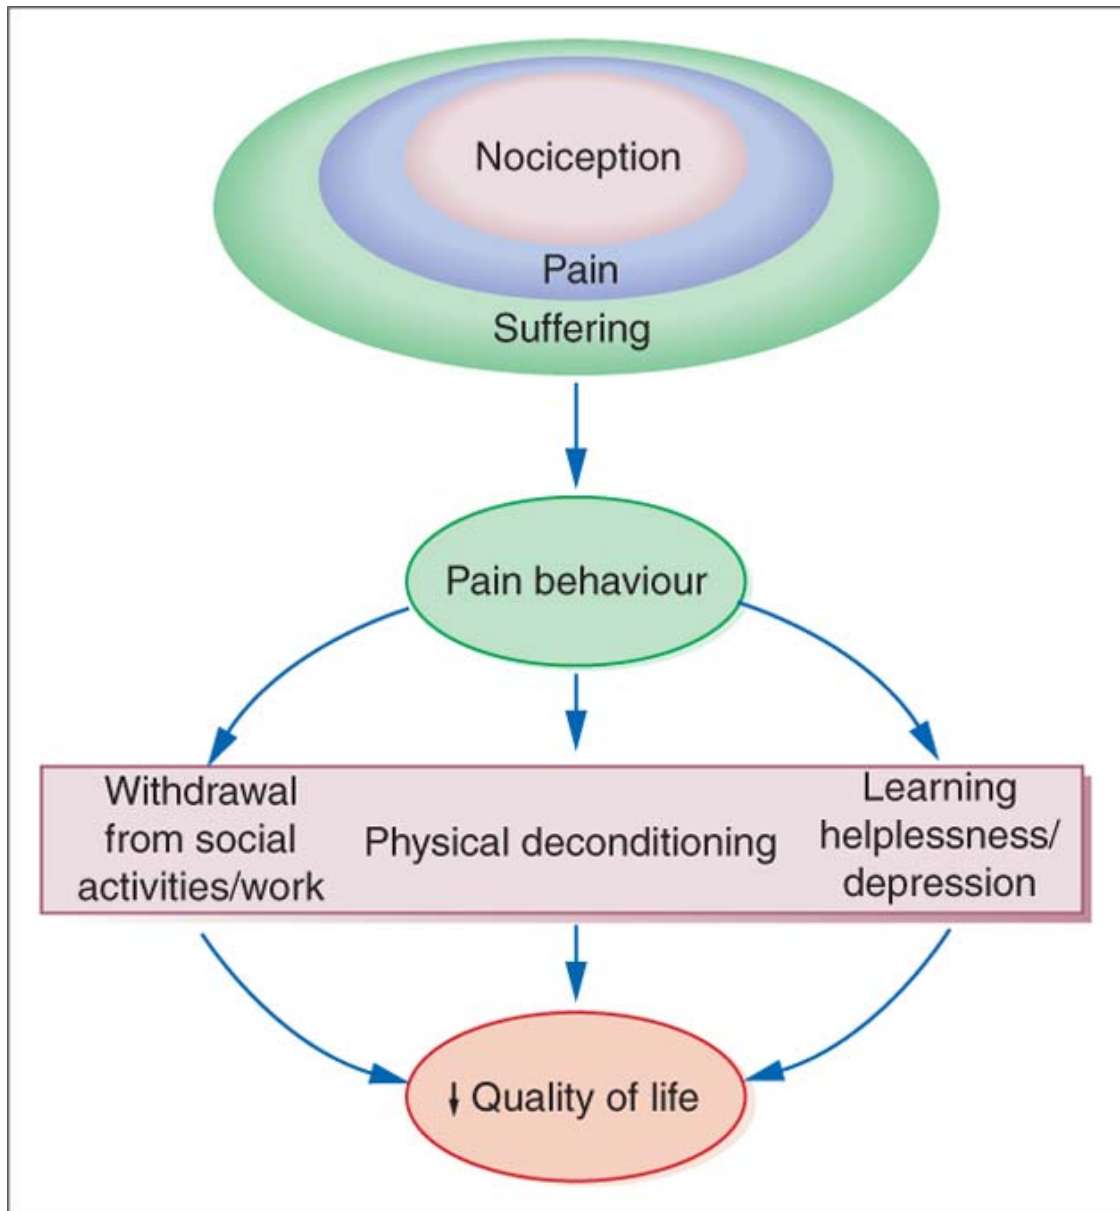 Nociception
Pain
Suffering
Pain behaviour
Withdrawal
from social
activities/work
Physical deconditioning
Learning
helplessness/
depression
↓ Quality of life